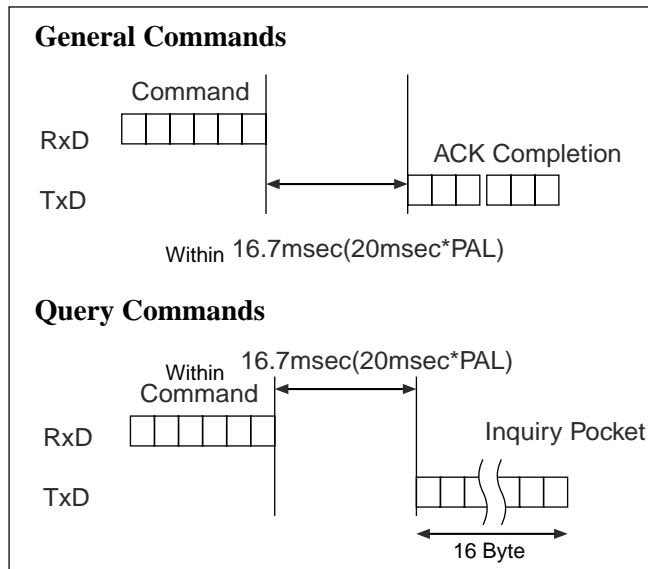 General Commands
Command
RxD
ACK Completion
TxD
Within 16.7msec(20msec*PAL)
Query Commands
Within 16.7msec(20msec*PAL)
Command
RxD
Inquiry Pocket
TxD
16 Byte